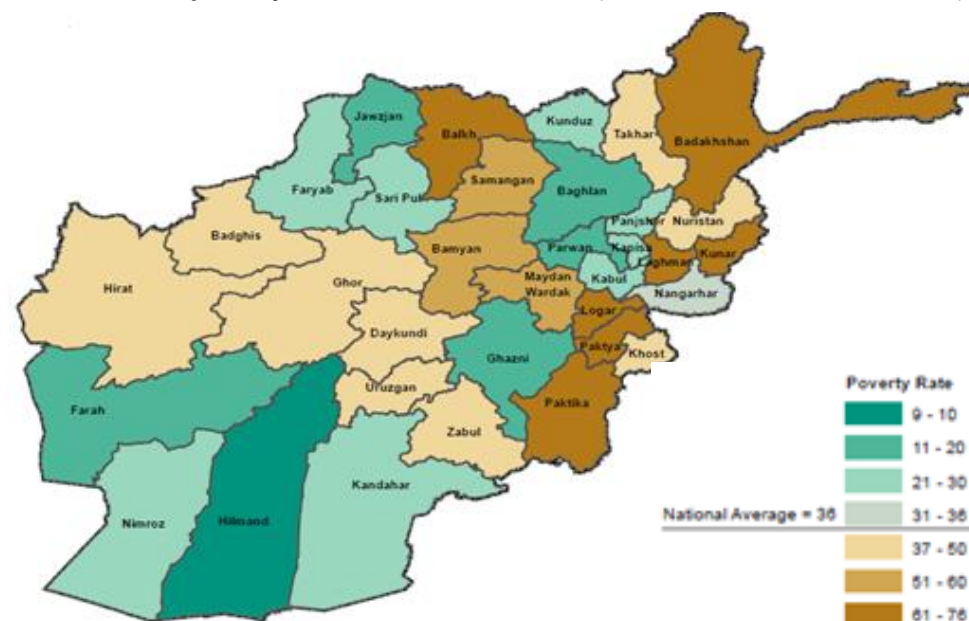 Jawzjan
Balkh
Kunduz
Takhar
Badakhshan
Faryab
Sari Pul
Samangan
Baghlan
Panjsher
Nuristan
Badghis
Bamyan
Parwan
Kapisa
Laghman
Kunar
Hirat
Ghor
Maydan
Wardak
Kabul
Nangarhar
Logar
Daykundi
Ghazni
Paktya
Khost
Farah
Uruzgan
Paktika
Zabul
Kandahar
Nimroz
Hilmand
Poverty Rate
9 - 10
11 - 20
21 - 30
National Average = 36
31 - 36
37 - 50
51 - 60
61 - 76